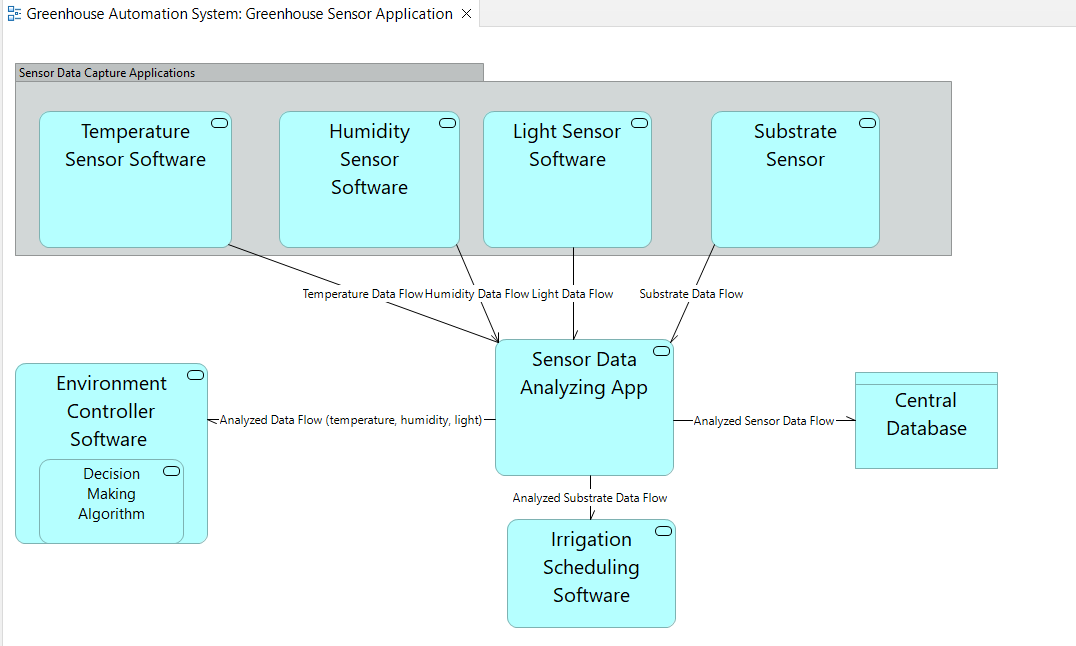 Greenhouse Automation System: Greenhouse Sensor Application
Sensor Data Capture Applications
Temperature
Sensor Software
Humidity
Sensor
Software
Light Sensor
Software
Substrate
Sensor
Temperature Data Flow
Humidity Data Flow
Light Data Flow
Substrate Data Flow
Sensor Data
Analyzing App
Environment
Controller
Software
Decision
Making
Algorithm
Analyzed Data Flow (temperature, humidity, light)
Analyzed Sensor Data Flow
Central
Database
Analyzed Substrate Data Flow
Irrigation
Scheduling
Software